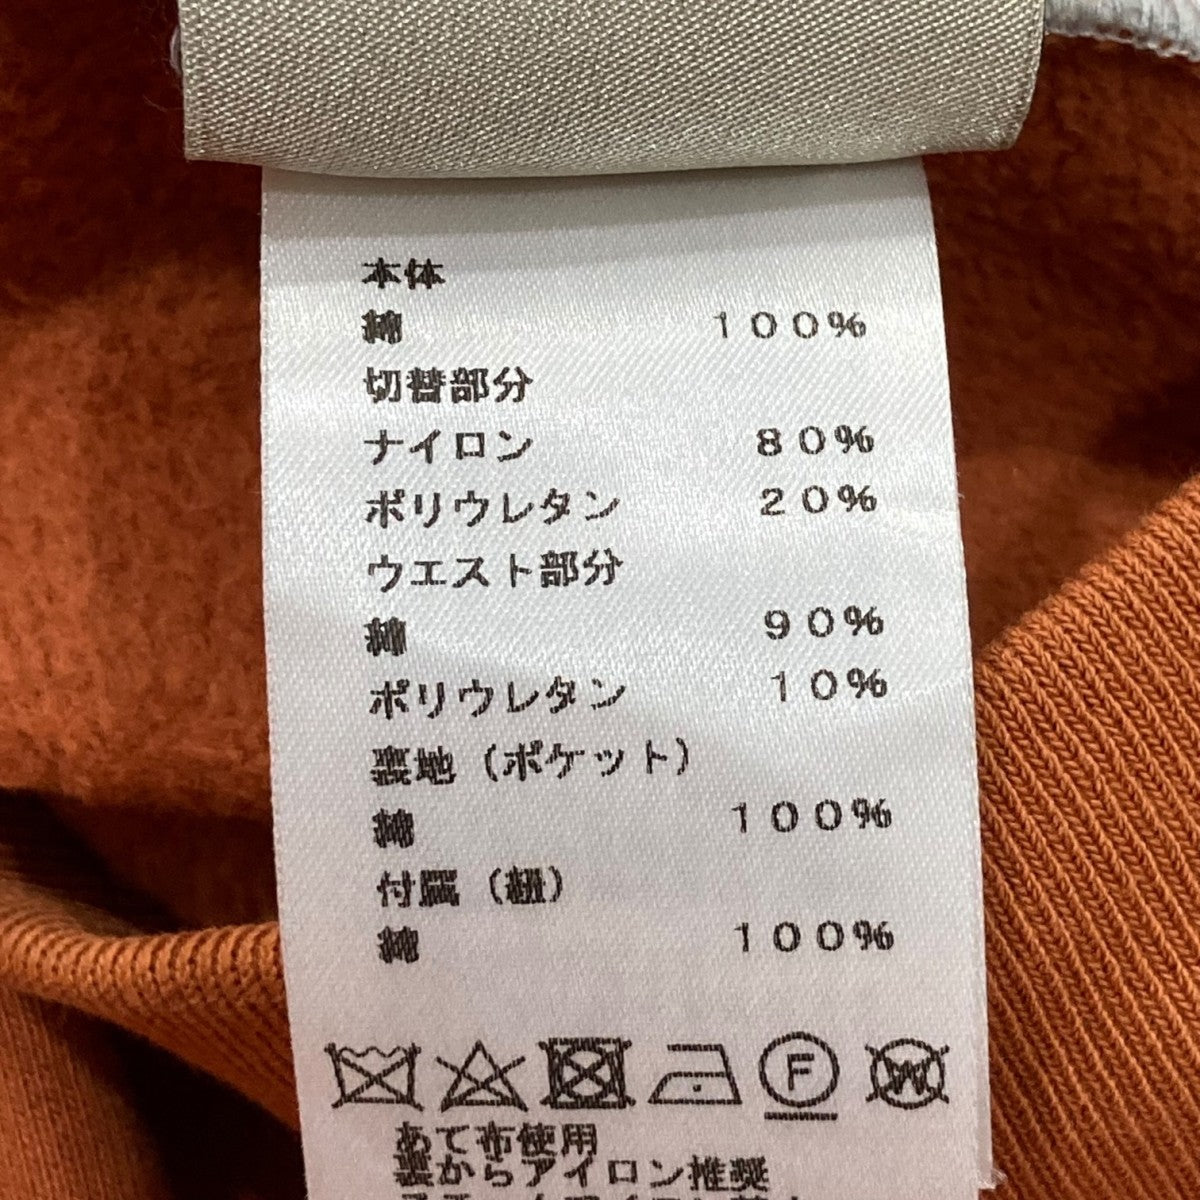 本体
綿 100%
切替部分
ナイロン 80%
ポリウレタン 20%
ウエスト部分
綿 90%
ポリウレタン 10%
裏地（ポケット）
綿 100%
付属（紐）
綿 100%
F W
あて布使用
裏からアイロン推奨